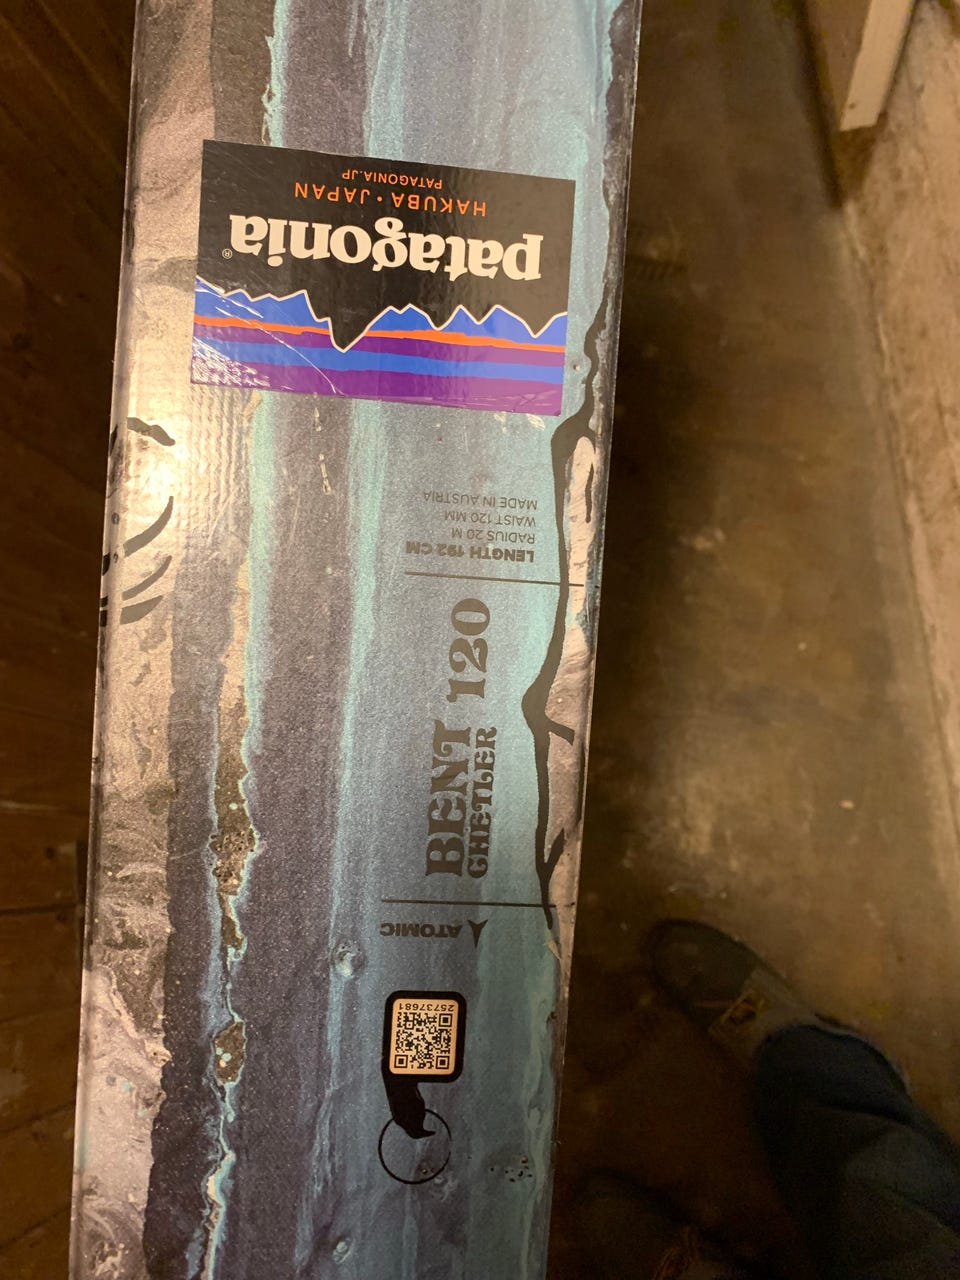 patagonia®
HAKUBA • JAPAN
PATAGONIA.JP
LENGTH 192 CM
RADIUS 20 M
WAIST 120 MM
MADE IN AUSTRIA
BENT 120
CHETLER
ATOMIC
25737681